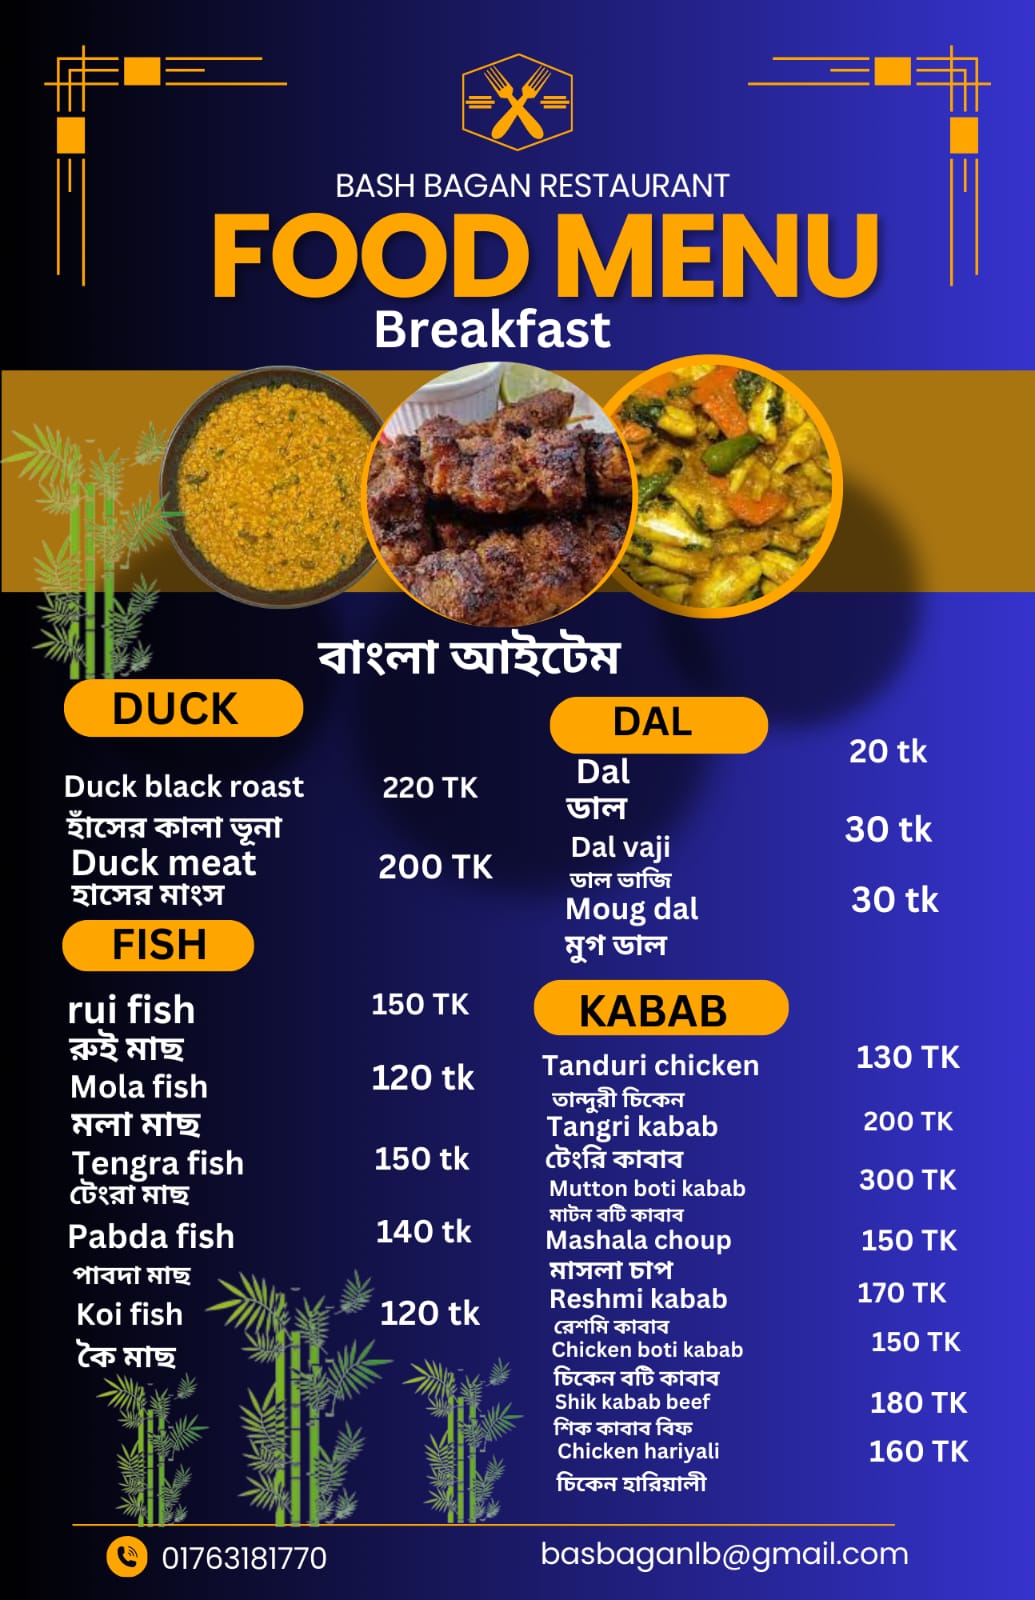 BASH BAGAN RESTAURANT
FOOD MENU
Breakfast
বাংলা আইটেম
DUCK
Duck black roast 220 TK
হাঁসের কালা ভূনা
Duck meat 200 TK
হাসের মাংস
FISH
rui fish 150 TK
রুই মাছ
Mola fish 120 tk
মলা মাছ
Tengra fish 150 tk
টেংরা মাছ
Pabda fish 140 tk
পাবদা মাছ
Koi fish 120 tk
কৈ মাছ
DAL
Dal 20 tk
ডাল
Dal vaji 30 tk
ডাল ভাজি
Moug dal 30 tk
মুগ ডাল
KABAB
Tanduri chicken 130 TK
তান্দুরী চিকেন
Tangri kabab 200 TK
টেংরি কাবাব
Mutton boti kabab 300 TK
মাটন বটি কাবাব
Mashala choup 150 TK
মাসলা চাপ
Reshmi kabab 170 TK
রেশমি কাবাব
Chicken boti kabab 150 TK
চিকেন বটি কাবাব
Shik kabab beef 180 TK
শিক কাবাব বিফ
Chicken hariyali 160 TK
চিকেন হারিয়ালী
01763181770
basbaganlb@gmail.com